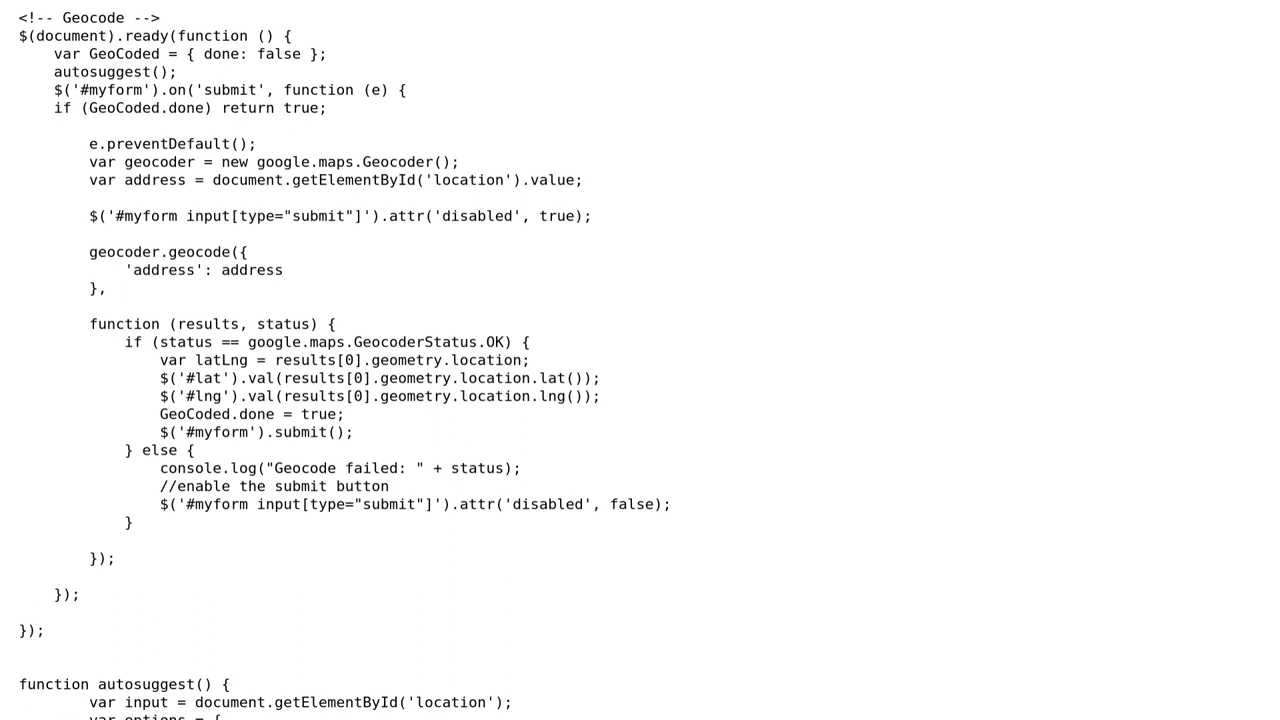 <!-- Geocode -->
$(document).ready(function () {
    var GeoCoded = { done: false };
    autosuggest();
    $('#myform').on('submit', function (e) {
    if (GeoCoded.done) return true;

        e.preventDefault();
        var geocoder = new google.maps.Geocoder();
        var address = document.getElementById('location').value;

        $('#myform input[type="submit"]').attr('disabled', true);

        geocoder.geocode({
            'address': address
        },

        function (results, status) {
            if (status == google.maps.GeocoderStatus.OK) {
                var latLng = results[0].geometry.location;
                $('#lat').val(results[0].geometry.location.lat());
                $('#lng').val(results[0].geometry.location.lng());
                GeoCoded.done = true;
                $('#myform').submit();
            } else {
                console.log("Geocode failed: " + status);
                //enable the submit button
                $('#myform input[type="submit"]').attr('disabled', false);
            }

        });

    });

});


function autosuggest() {
        var input = document.getElementById('location');
        var options = {